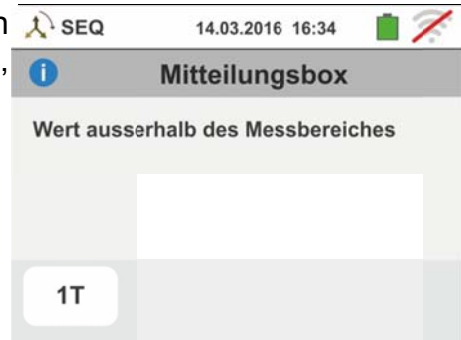 n
SEQ 14.03.2016 16:34
,
i Mitteilungsbox
Wert ausserhalb des Messbereiches
1T